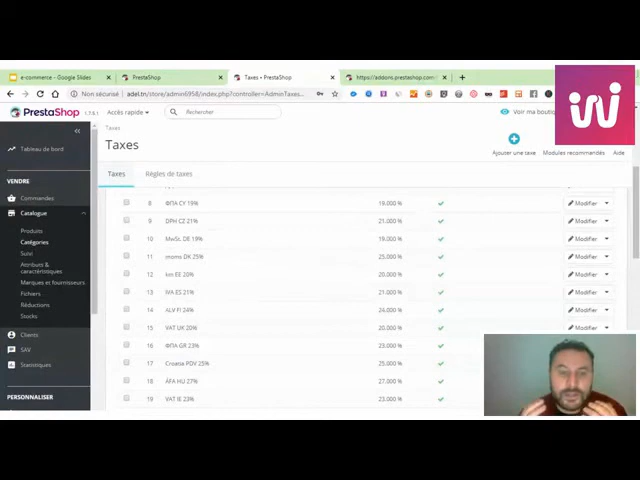 e-commerce - Google Slides
PrestaShop
Taxes • PrestaShop
https://addons.prestashop.com
Non sécurisé
adel.tn/store/admin6958/index.php?controller=AdminTaxes...
PrestaShop 1.7.6.1
Accès rapide
Rechercher
Voir ma boutique
Taxes
Taxes
Ajouter une taxe
Modules recommandés
Aide
Taxes
Règles de taxes
Tableau de bord
VENDRE
Commandes
Catalogue
Produits
Catégories
Suivi
Attributs &
caractéristiques
Marques et fournisseurs
Fichiers
Réductions
Stocks
Clients
SAV
Statistiques
PERSONNALISER
8 ΦΠΑ CY 19% 19.000 % Modifier
9 DPH CZ 21% 21.000 % Modifier
10 MwSt. DE 19% 19.000 % Modifier
11 moms DK 25% 25.000 % Modifier
12 km EE 20% 20.000 % Modifier
13 IVA ES 21% 21.000 % Modifier
14 ALV FI 24% 24.000 % Modifier
15 VAT UK 20% 20.000 % Modifier
16 ΦΠΑ GR 23% 23.000 %
17 Croatia PDV 25% 25.000 %
18 ÁFA HU 27% 27.000 %
19 VAT IE 23% 23.000 %